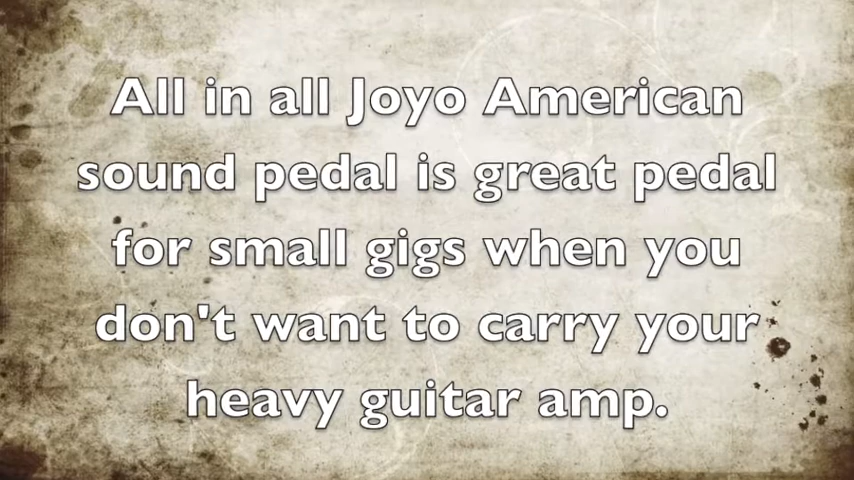 All in all Joyo American
sound pedal is great pedal
for small gigs when you
don't want to carry your
heavy guitar amp.